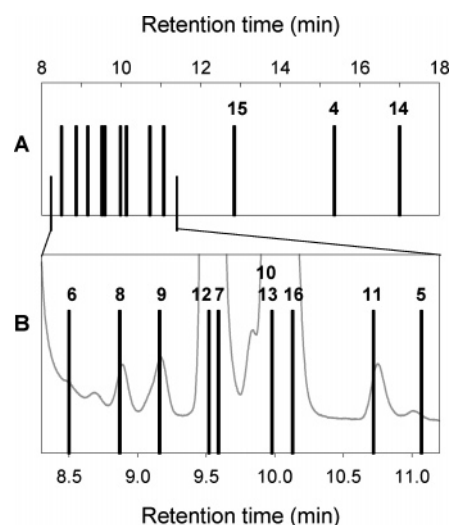 Retention time (min)
8 10 12 14 16 18
15 4 14
A
10
6 8 9 12 7 13 16 11 5
B
8.5 9.0 9.5 10.0 10.5 11.0
Retention time (min)